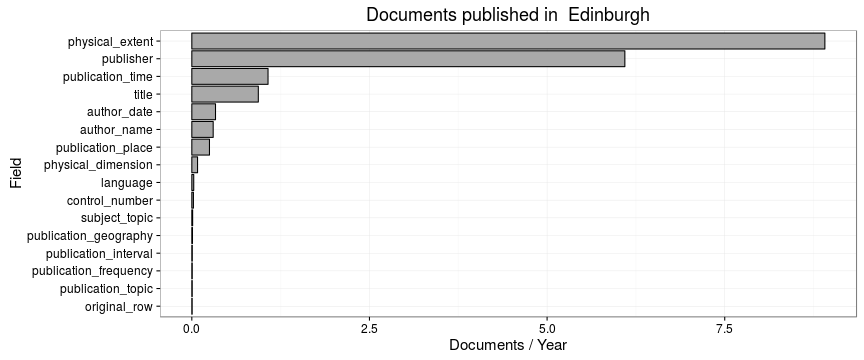 Documents published in  Edinburgh
physical_extent
publisher
publication_time
title
author_date
author_name
publication_place
physical_dimension
language
control_number
subject_topic
publication_geography
publication_interval
publication_frequency
publication_topic
original_row
Field
0.0 2.5 5.0 7.5
Documents / Year